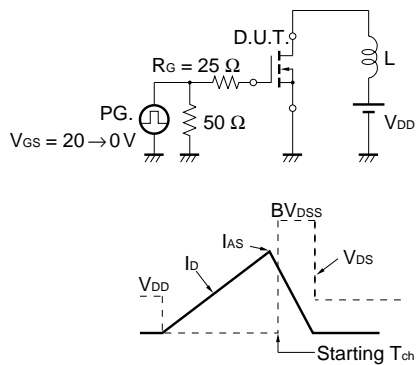 D.U.T.
RG = 25 Ω
L
PG.
50 Ω
VDD
VGS = 20 → 0 V
BVDSS
IAS
ID
VDS
VDD
Starting Tch